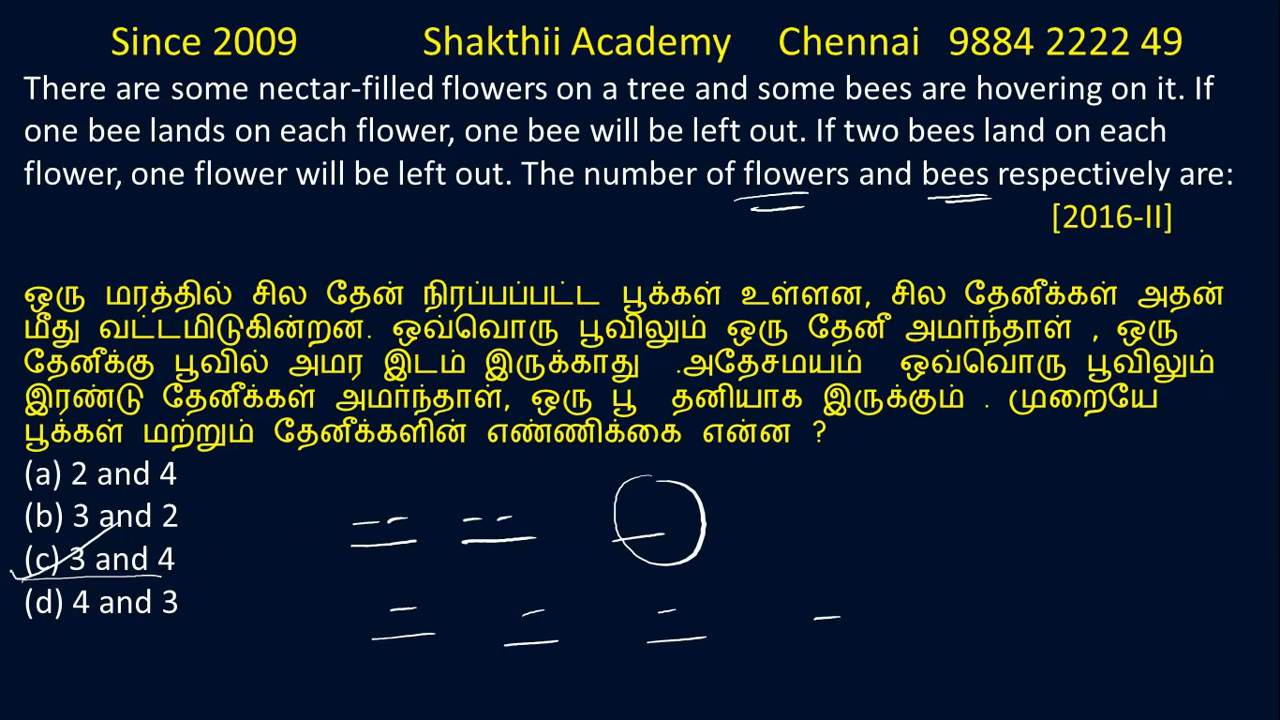 Since 2009 Shakthii Academy Chennai 9884 2222 49
There are some nectar-filled flowers on a tree and some bees are hovering on it. If
one bee lands on each flower, one bee will be left out. If two bees land on each
flower, one flower will be left out. The number of flowers and bees respectively are:
[2016-II]
ஒரு மரத்தில் சில தேன் நிரப்பப்பட்ட பூக்கள் உள்ளன, சில தேனீக்கள் அதன்
மீது வட்டமிடுகின்றன. ஒவ்வொரு பூவிலும் ஒரு தேனீ அமர்ந்தாள் , ஒரு
தேனீக்கு பூவில் அமர இடம் இருக்காது .அதேசமயம் ஒவ்வொரு பூவிலும்
இரண்டு தேனீக்கள் அமர்ந்தாள், ஒரு பூ தனியாக இருக்கும் . முறையே
பூக்கள் மற்றும் தேனீக்களின் எண்ணிக்கை என்ன ?
(a) 2 and 4
(b) 3 and 2
(c) 3 and 4
(d) 4 and 3